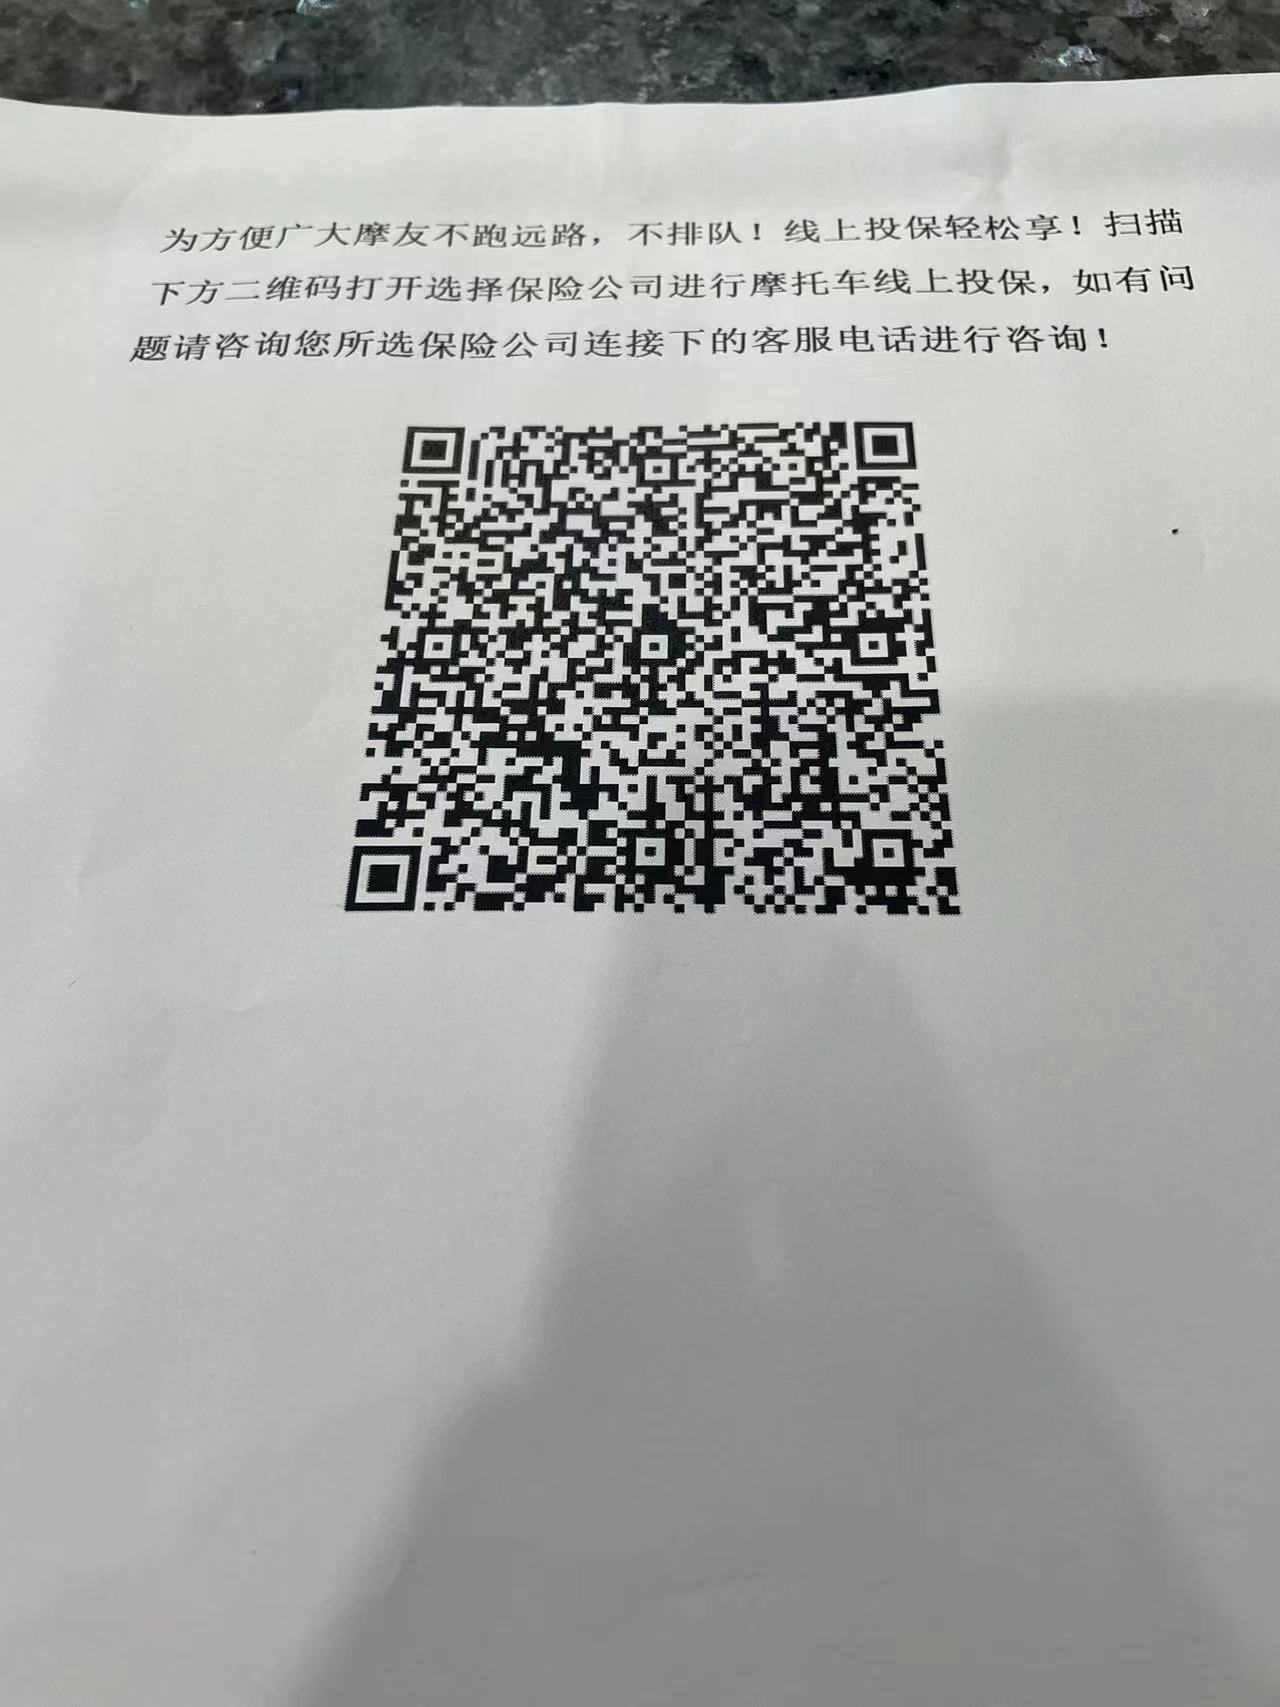 为方便广大摩友不跑远路，不排队！线上投保轻松享！扫描
下方二维码打开选择保险公司进行摩托车线上投保，如有问
题请咨询您所选保险公司连接下的客服电话进行咨询！